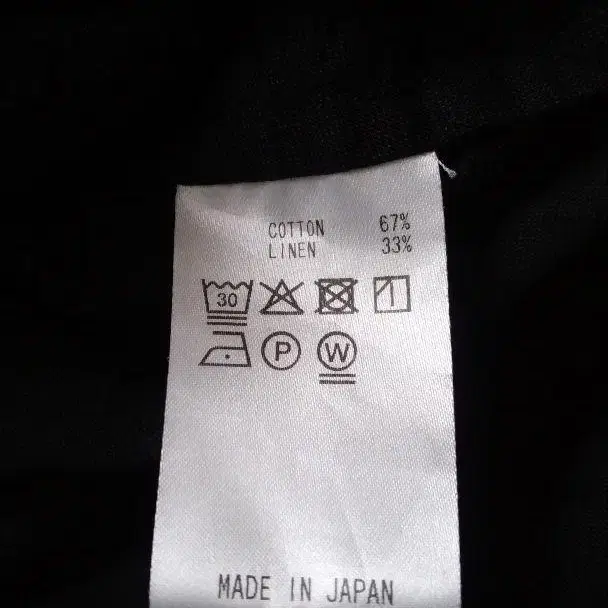 COTTON 67%
LINEN 33%
30
P W
MADE IN JAPAN